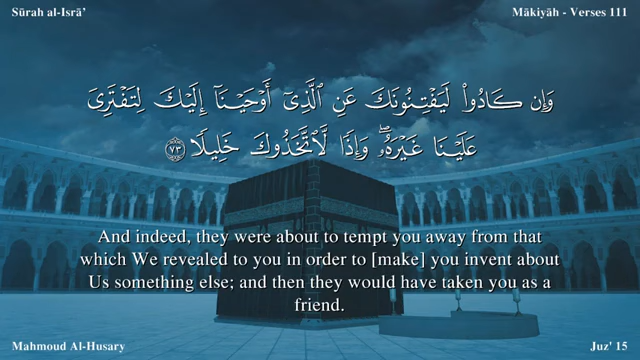 Sūrah al-Isrā’
Mākiyāh - Verses 111
وَإِن كَادُوا۟ لَيَفْتِنُونَكَ عَنِ ٱلَّذِىٓ أَوْحَيْنَآ إِلَيْكَ لِتَفْتَرِىَ
عَلَيْنَا غَيْرَهُۥ ۖ وَإِذًا لَّٱتَّخَذُوكَ خَلِيلًا ٧٣
And indeed, they were about to tempt you away from that
which We revealed to you in order to [make] you invent about
Us something else; and then they would have taken you as a
friend.
Mahmoud Al-Husary
Juz' 15